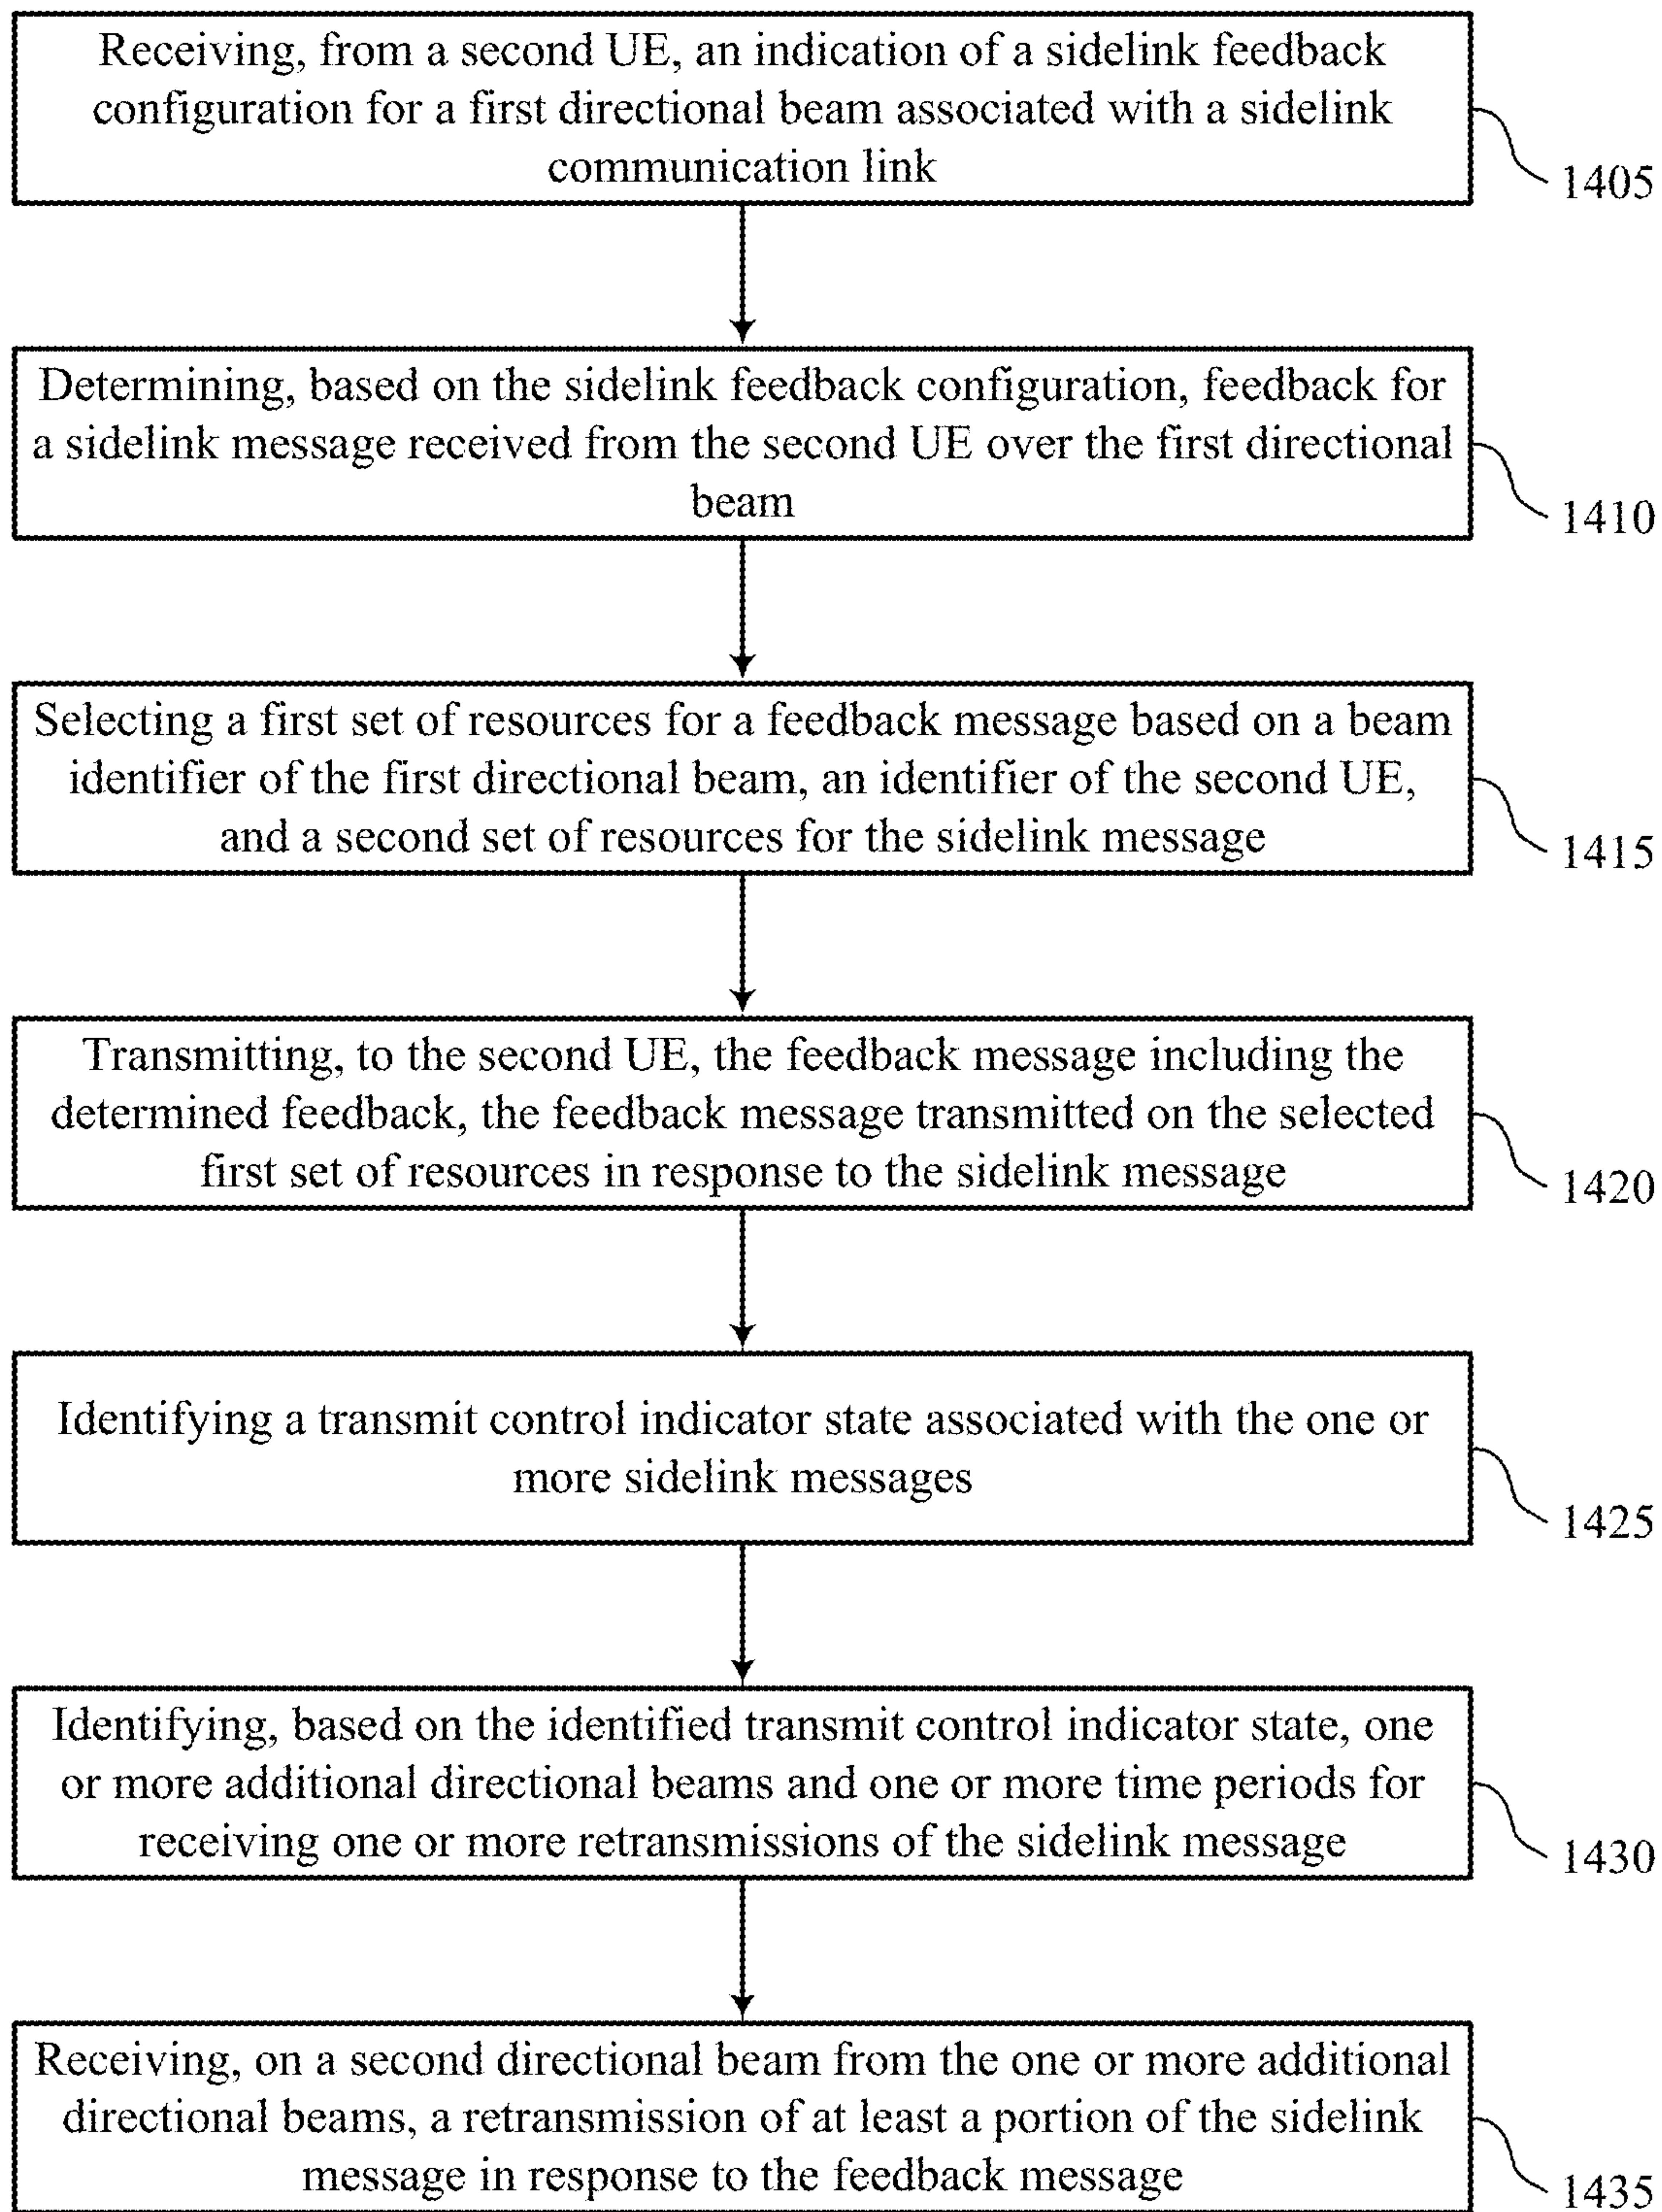 Receiving, from a second UE, an indication of a sidelink feedback
configuration for a first directional beam associated with a sidelink
communication link
1405
Determining, based on the sidelink feedback configuration, feedback for
a sidelink message received from the second UE over the first directional
beam
1410
Selecting a first set of resources for a feedback message based on a beam
identifier of the first directional beam, an identifier of the second UE,
and a second set of resources for the sidelink message
1415
Transmitting, to the second UE, the feedback message including the
determined feedback, the feedback message transmitted on the selected
first set of resources in response to the sidelink message
1420
Identifying a transmit control indicator state associated with the one or
more sidelink messages
1425
Identifying, based on the identified transmit control indicator state, one
or more additional directional beams and one or more time periods for
receiving one or more retransmissions of the sidelink message
1430
Receiving, on a second directional beam from the one or more additional
directional beams, a retransmission of at least a portion of the sidelink
message in response to the feedback message
1435